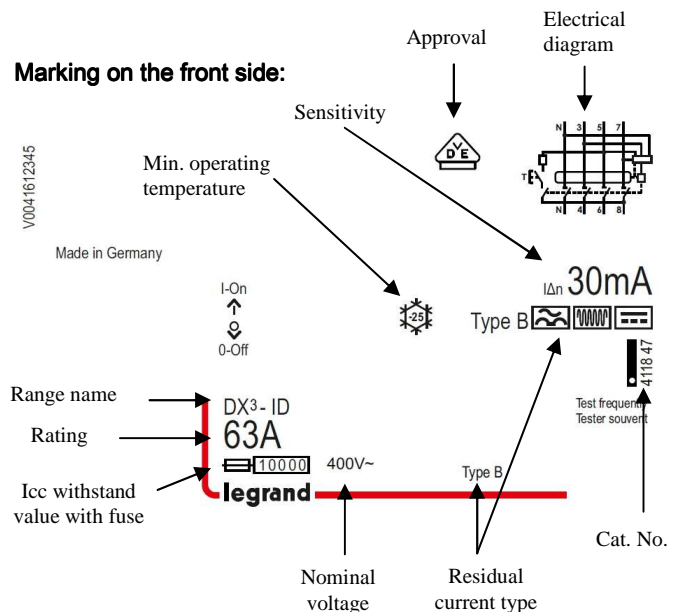 Marking on the front side:
Approval
Electrical
diagram
Sensitivity
Min. operating
temperature
V0041612345
Made in Germany
DVE
N 3 5 7
T
N 4 6 8
I-On
0-Off
-25
IΔn 30mA
Type B
4118 47
Test frequently
Tester souvent
Range name
DX³ - ID
Rating
63A
10000 400V~
Type B
Icc withstand
value with fuse
legrand
Cat. No.
Nominal
voltage
Residual
current type